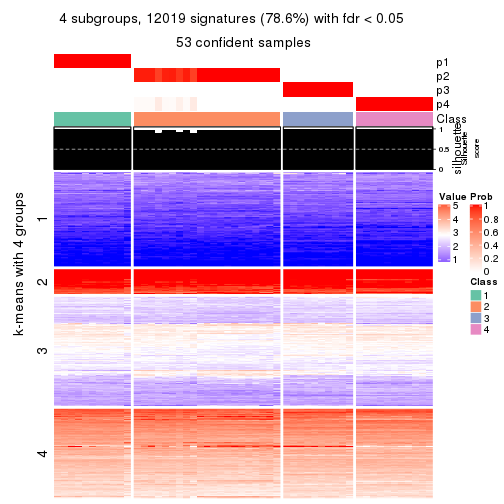 4 subgroups, 12019 signatures (78.6%) with fdr < 0.05
53 confident samples
p1
p2
p3
p4
Class
1
0.5
0
silhouette
Silhouette
score
k-means with 4 groups
1
2
3
4
Value
5
4
3
2
1
Prob
1
0.8
0.6
0.4
0.2
0
Class
1
2
3
4